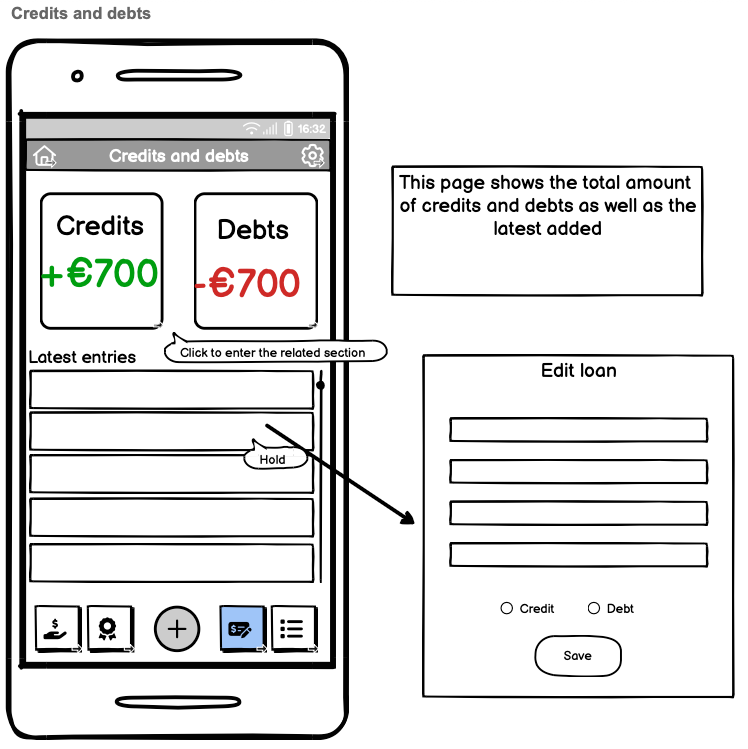 Credits and debts
16:32
Credits and debts
Credits
+€700
Debts
-€700
Click to enter the related section
Latest entries
Hold
$
$
This page shows the total amount
of credits and debts as well as the
latest added
Edit loan
Credit
Debt
Save